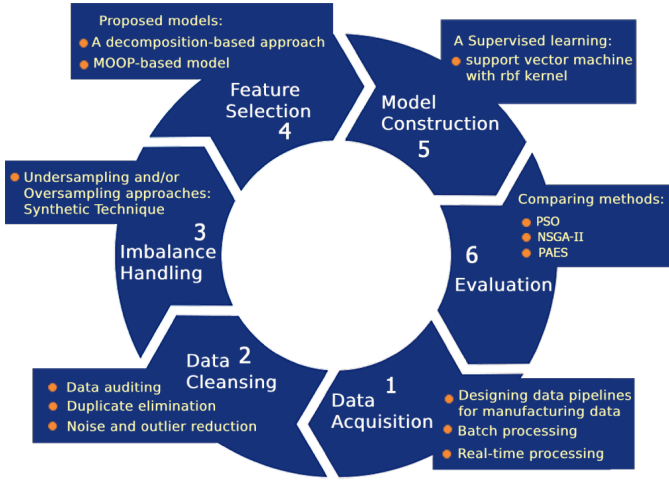 Proposed models:
A decomposition-based approach
MOOP-based model
Feature
Selection
4
A Supervised learning:
support vector machine
with rbf kernel
Model
Construction
5
Undersampling and/or
Oversampling approaches:
Synthetic Technique
3
Imbalance
Handling
Comparing methods:
PSO
NSGA-II
PAES
6
Evaluation
Data
2
Cleansing
Data auditing
Duplicate elimination
Noise and outlier reduction
1
Data
Acquisition
Designing data pipelines
for manufacturing data
Batch processing
Real-time processing